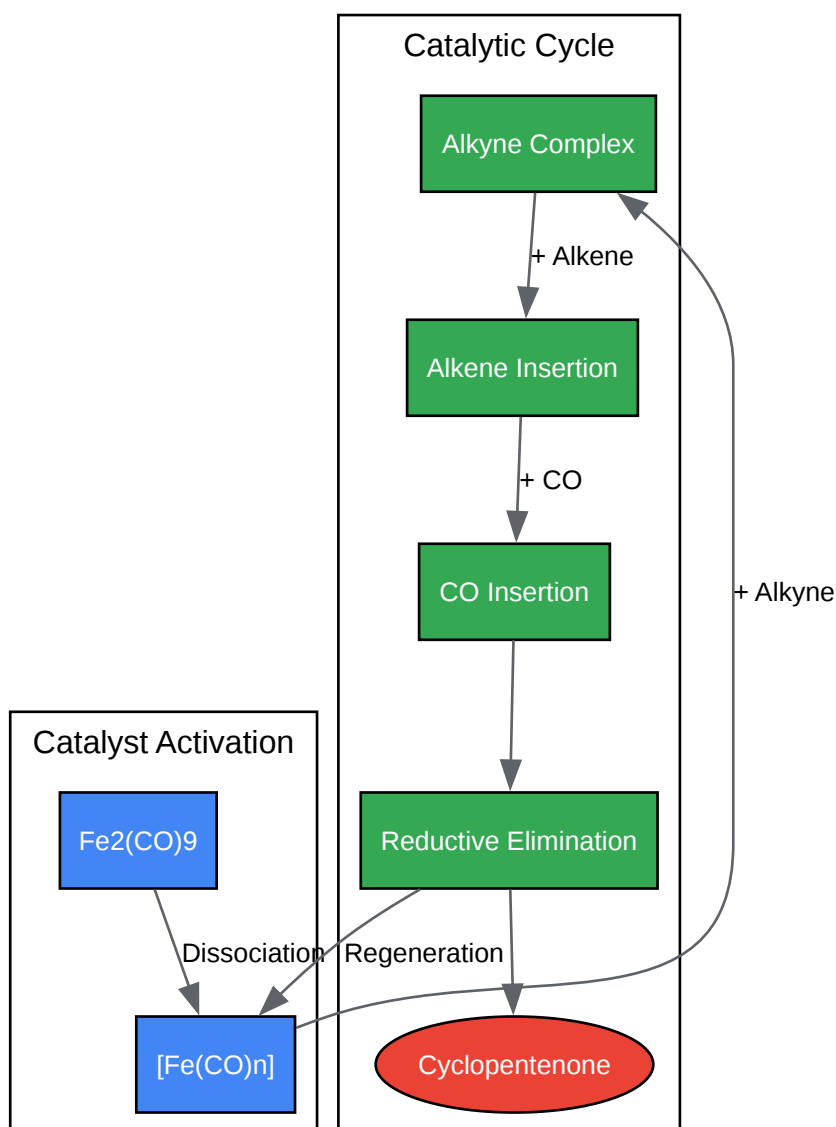 Catalytic Cycle
Alkyne Complex
+ Alkene
Alkene Insertion
+ CO
CO Insertion
+ Alkyne
Catalyst Activation
Fe2(CO)9
Reductive Elimination
Dissociation
Regeneration
[Fe(CO)n]
Cyclopentenone